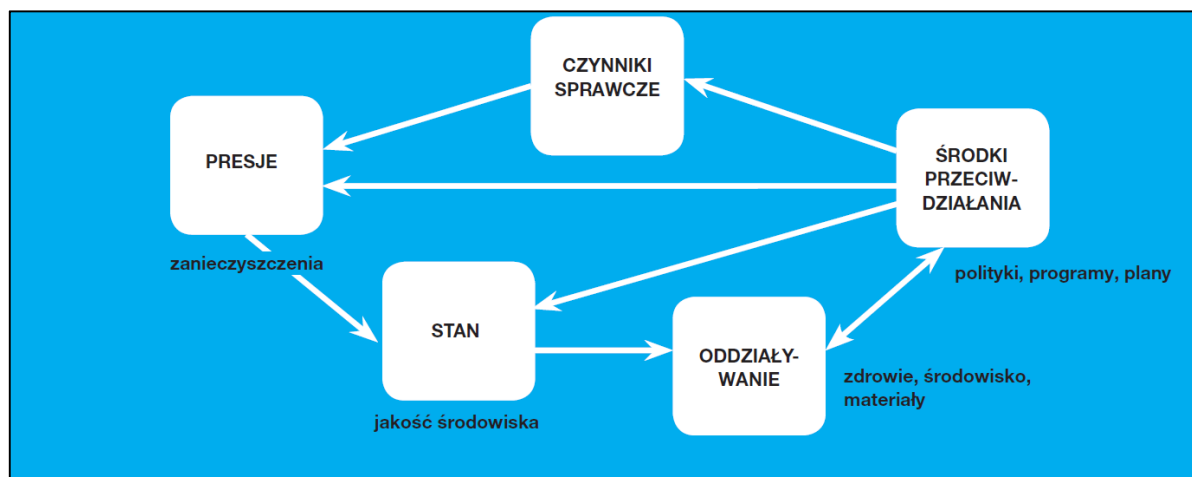 CZYNNIKI
SPRAWCZE
PRESJE
ŚRODKI
PRZECIW-
DZIAŁANIA
zanieczyszczenia
polityki, programy, plany
STAN
ODDZIAŁY-
WANIE
zdrowie, środowisko,
materiały
jakość środowiska